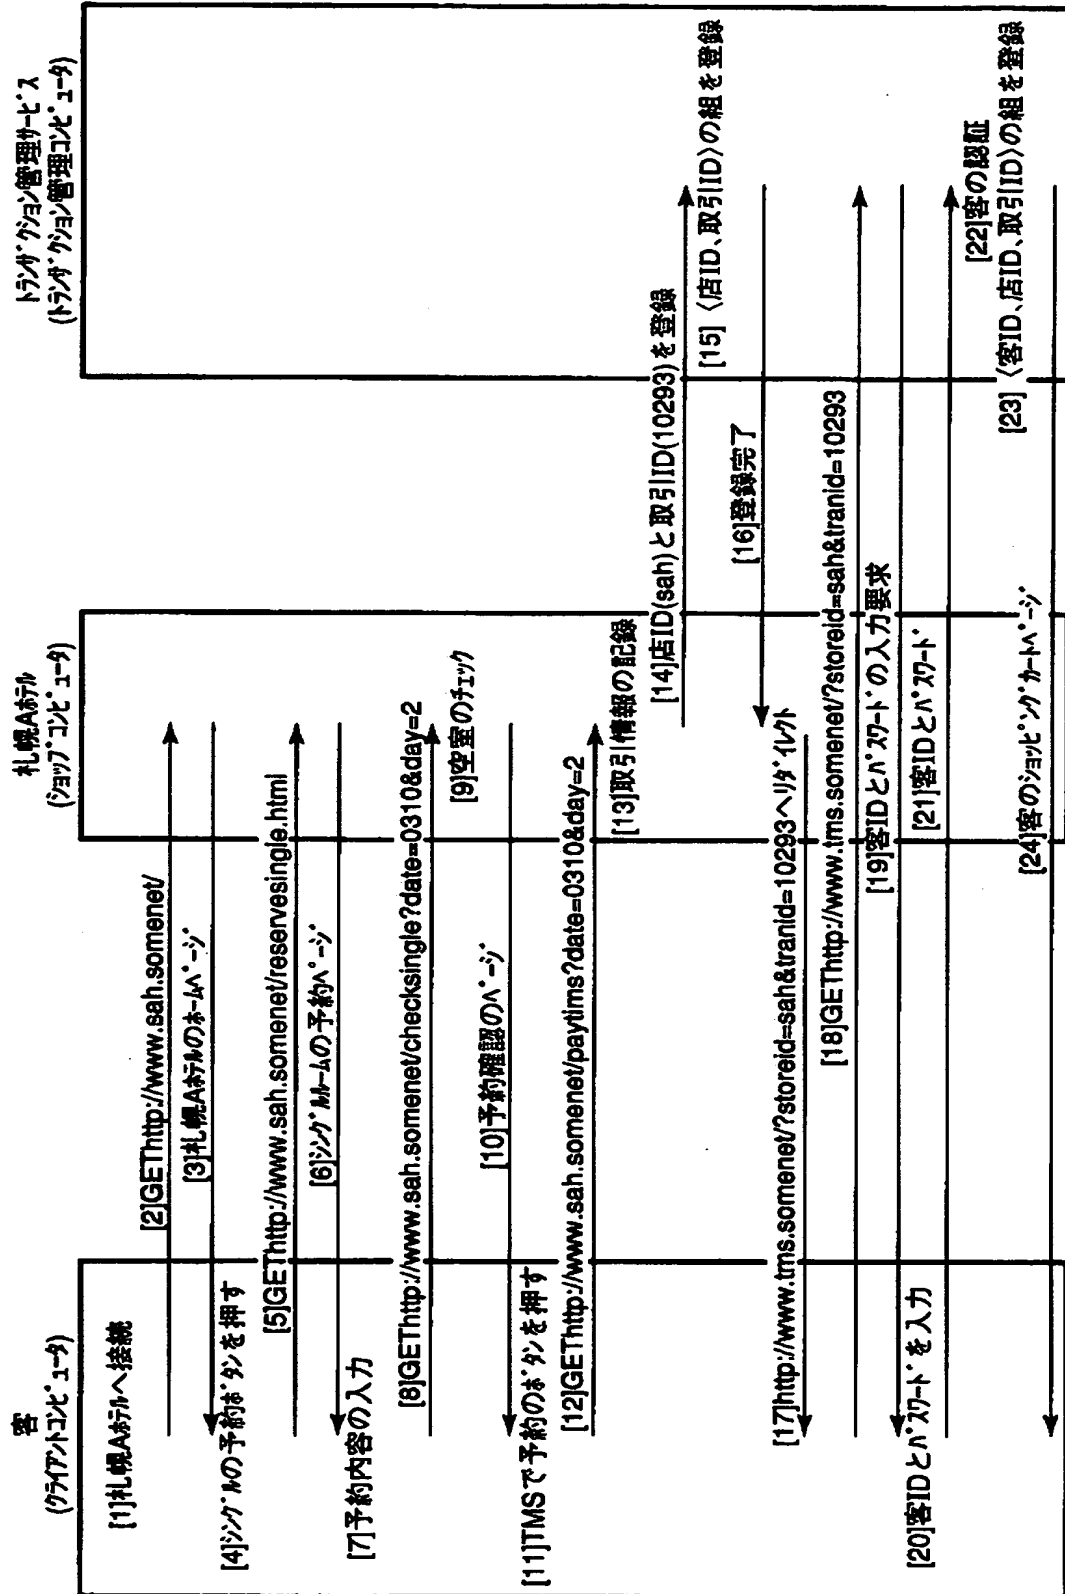 客
(クライアントコンピュータ)
札幌Aホテル
(ショップコンピュータ)
トランザクション管理サービス
(トランザクション管理コンピュータ)
[1]札幌Aホテルへ接続
[2]GEThttp://www.sah.somenet/
[3]札幌Aホテルのホームページ
[4]シングルの予約ボタンを押す
[5]GEThttp://www.sah.somenet/reservesingle.html
[6]シングルルームの予約ページ
[7]予約内容の入力
[8]GEThttp://www.sah.somenet/checksingle?date=0310&day=2
[9]空室のチェック
[10]予約確認のページ
[11]TMSで予約のボタンを押す
[12]GEThttp://www.sah.somenet/paytims?date=0310&day=2
[13]取引情報の記録
[14]店ID(sah)と取引ID(10293)を登録
[15]〈店ID、取引ID〉の組を登録
[16]登録完了
[17]http://www.tms.somenet/?storeid=sah&tranid=10293へリダイレクト
[18]GEThttp://www.tms.somenet/?storeid=sah&tranid=10293
[19]客IDとパスワードの入力要求
[20]客IDとパスワードを入力
[21]客IDとパスワード
[22]客の認証
[23]〈客ID、店ID、取引ID〉の組を登録
[24]客のショッピングカートページ